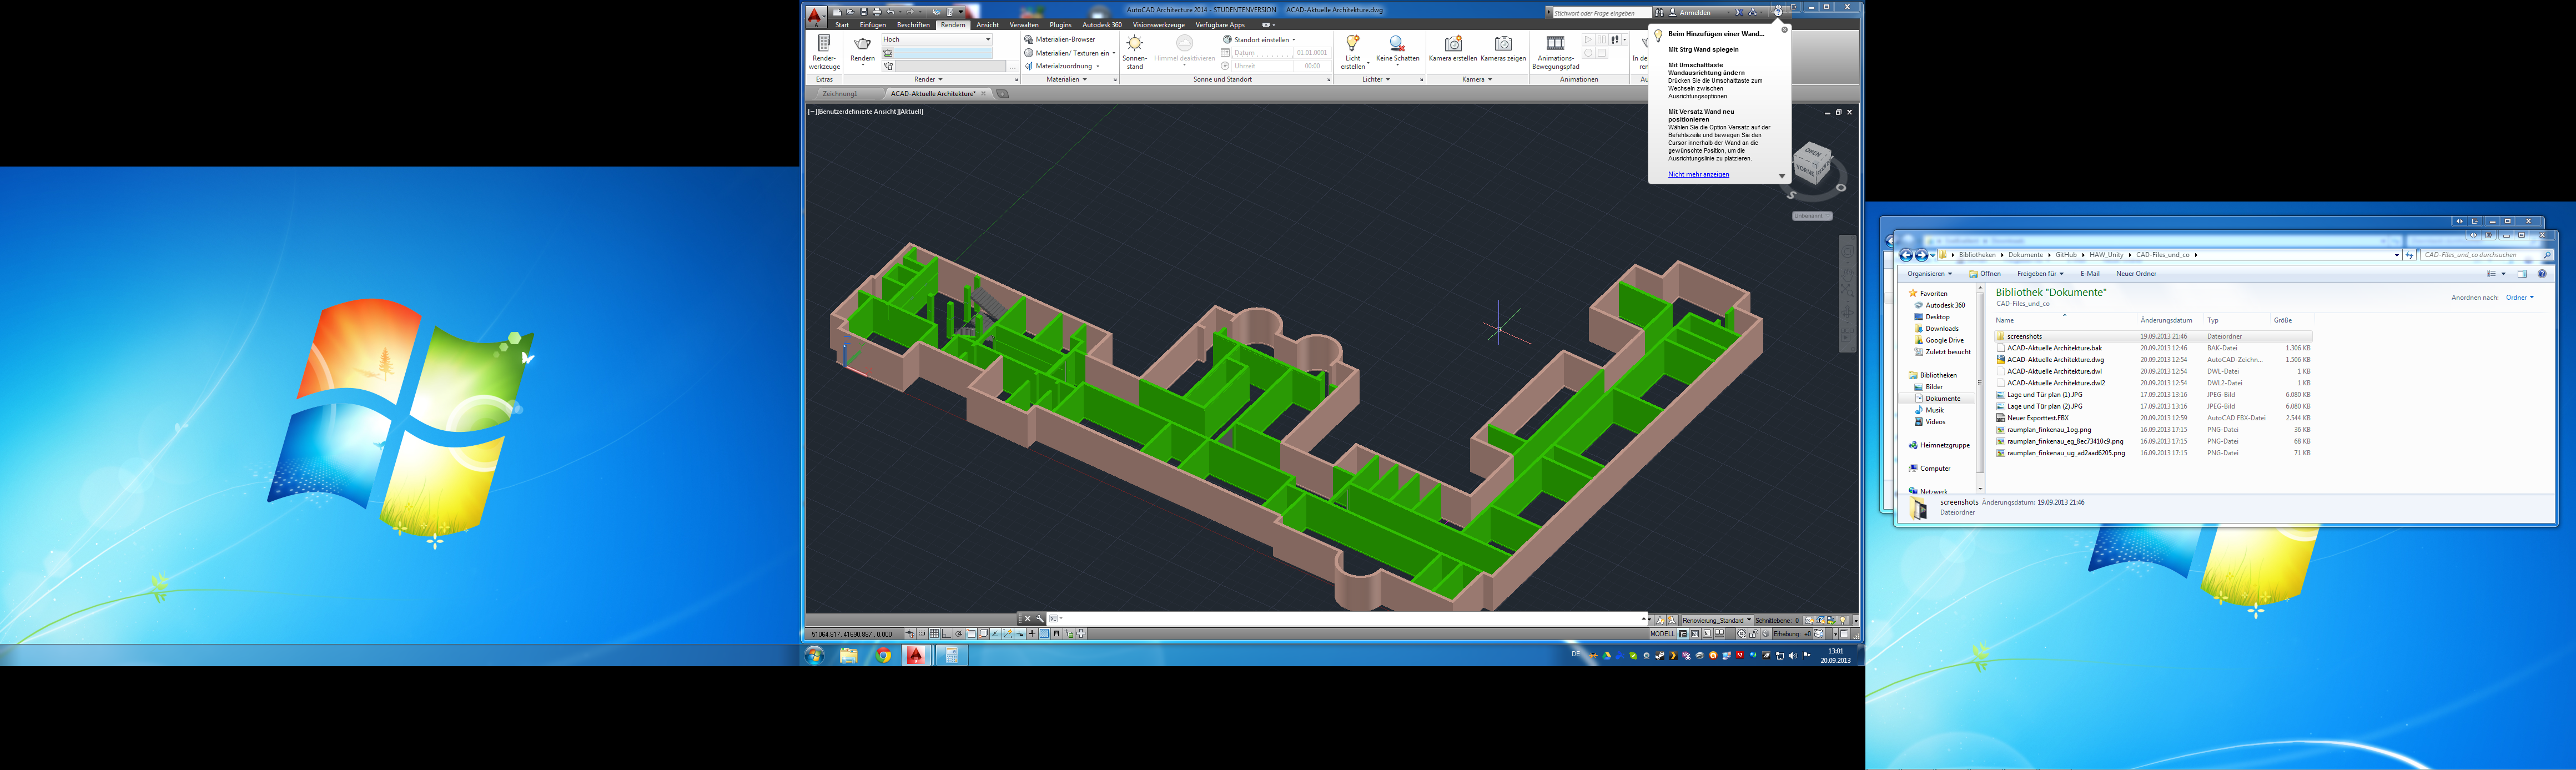 AutoCAD Architecture 2014 - STUDENTENVERSION ACAD-Aktuelle Architecture.dwg
Stichwort oder Frage eingeben
Anmelden
Start Einfügen Beschriften Rendern Ansicht Verwalten Plugins Autodesk 360 Visionswerkzeuge Verfügbare Apps
Render-
werkzeuge
Rendern
Hoch
Materialien-Browser
Materialien/ Texturen ein
Materialzuordnung
Sonnen-
stand
Himmel deaktivieren
Standort einstellen
Datum 01.01.0001
Uhrzeit 00:00
Licht
erstellen
Keine Schatten
Kamera erstellen Kameras zeigen
Animations-
Bewegungspfad
Extras Render Materialien Sonne und Standort Lichter Kamera Animationen
Zeichnung1 ACAD-Aktuelle Architecture*
[−][Benutzerdefinierte Ansicht][Aktuell]
Beim Hinzufügen einer Wand...
Mit Strg Wand spiegeln
Mit Umschalttaste
Wandausrichtung ändern
Drücken Sie die Umschalttaste zum
Wechseln zwischen
Ausrichtungsoptionen.
Mit Versatz Wand neu
positionieren
Wählen Sie die Option Versatz auf der
Befehlszeile und bewegen Sie den
Cursor innerhalb der Wand an die
gewünschte Position, um die
Ausrichtungslinie zu platzieren.
Nicht mehr anzeigen
OBEN
VORNE
S
O
Unbenannt
Renovierung_Standard Schnittebene: 0
51064.817, 41690.887 , 0.000
MODELL
Erhebung: +0
DE
13:01
20.09.2013
Bibliotheken Dokumente GitHub HAW_Unity CAD-Files_und_co
CAD-Files_und_co durchsuchen
Organisieren Öffnen Freigeben für E-Mail Neuer Ordner
Favoriten
Autodesk 360
Desktop
Downloads
Google Drive
Zuletzt besucht
Bibliotheken
Bilder
Dokumente
Musik
Videos
Heimnetzgruppe
Computer
Netzwerk
Bibliothek "Dokumente"
CAD-Files_und_co
Anordnen nach: Ordner
Name Änderungsdatum Typ Größe
screenshots 19.09.2013 21:46 Dateiordner
ACAD-Aktuelle Architecture.bak 20.09.2013 12:46 BAK-Datei 1.306 KB
ACAD-Aktuelle Architecture.dwg 20.09.2013 12:54 AutoCAD-Zeichn... 1.506 KB
ACAD-Aktuelle Architecture.dwl 20.09.2013 12:54 DWL-Datei 1 KB
ACAD-Aktuelle Architecture.dwl2 20.09.2013 12:54 DWL2-Datei 1 KB
Lage und Tür plan (1).JPG 17.09.2013 13:16 JPEG-Bild 6.080 KB
Lage und Tür plan (2).JPG 17.09.2013 13:16 JPEG-Bild 6.080 KB
Neuer Exporttest.FBX 20.09.2013 12:59 AutoCAD FBX-Datei 2.544 KB
raumplan_finkenau_1og.png 16.09.2013 17:15 PNG-Datei 36 KB
raumplan_finkenau_eg_8ec73410c9.png 16.09.2013 17:15 PNG-Datei 68 KB
raumplan_finkenau_ug_ad2aad6205.png 16.09.2013 17:15 PNG-Datei 71 KB
screenshots Änderungsdatum: 19.09.2013 21:46
Dateiordner